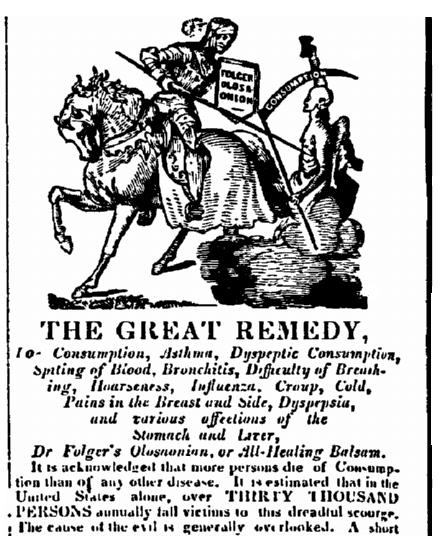 FOLGER
OLOS&
ONION
CONSUMPTION
THE GREAT REMEDY,
Io- Consumption, Asthma, Dyspeptic Consumption,
Spiting of Blood, Bronchitis, Difficulty of Breath-
ing, Hoarseness, Influenza, Croup, Cold,
Pains in the Breast and Side, Dyspepsia,
and various affections of the
Stomach and Liver,
Dr Folger's Olosaonian, or All-Healing Balsam.
It is acknowledged that more persons die of Consump-
tion than of any other disease. It is estimated that in the
United States alone, over THIRTY THOUSAND
PERSONS annually fall victims to this dreadful scourge.
The cause of the evil is generally overlooked. A short